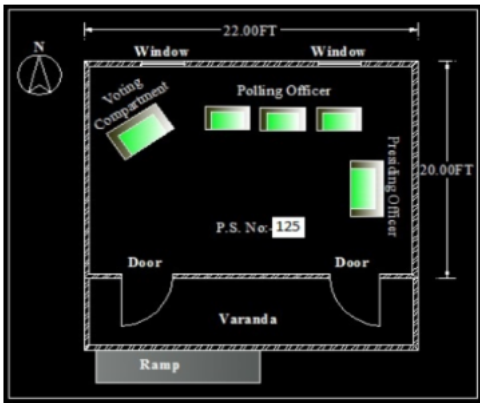 22.00FT
N
Window
Window
Voting
Compartment
Polling Officer
Presiding Officer
20.00FT
P.S. No:- 125
Door
Door
Varanda
Ramp